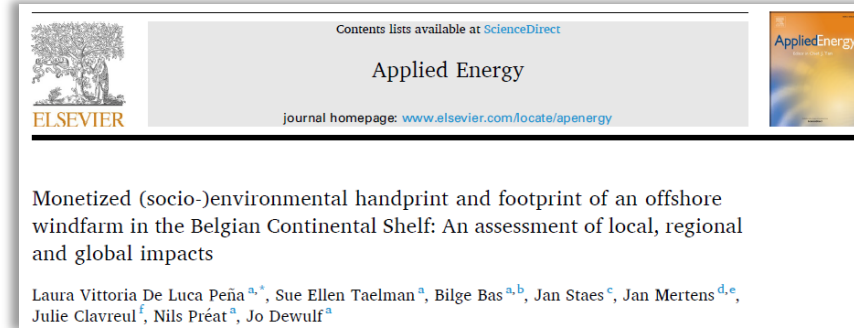 Contents lists available at ScienceDirect
Applied Energy
journal homepage: www.elsevier.com/locate/apenergy
ELSEVIER
AppliedEnergy
Monetized (socio-)environmental handprint and footprint of an offshore
windfarm in the Belgian Continental Shelf: An assessment of local, regional
and global impacts
Laura Vittoria De Luca Peña a,*, Sue Ellen Taelman a, Bilge Bas a,b, Jan Staes c, Jan Mertens d,e,
Julie Clavreul f, Nils Préat a, Jo Dewulf a